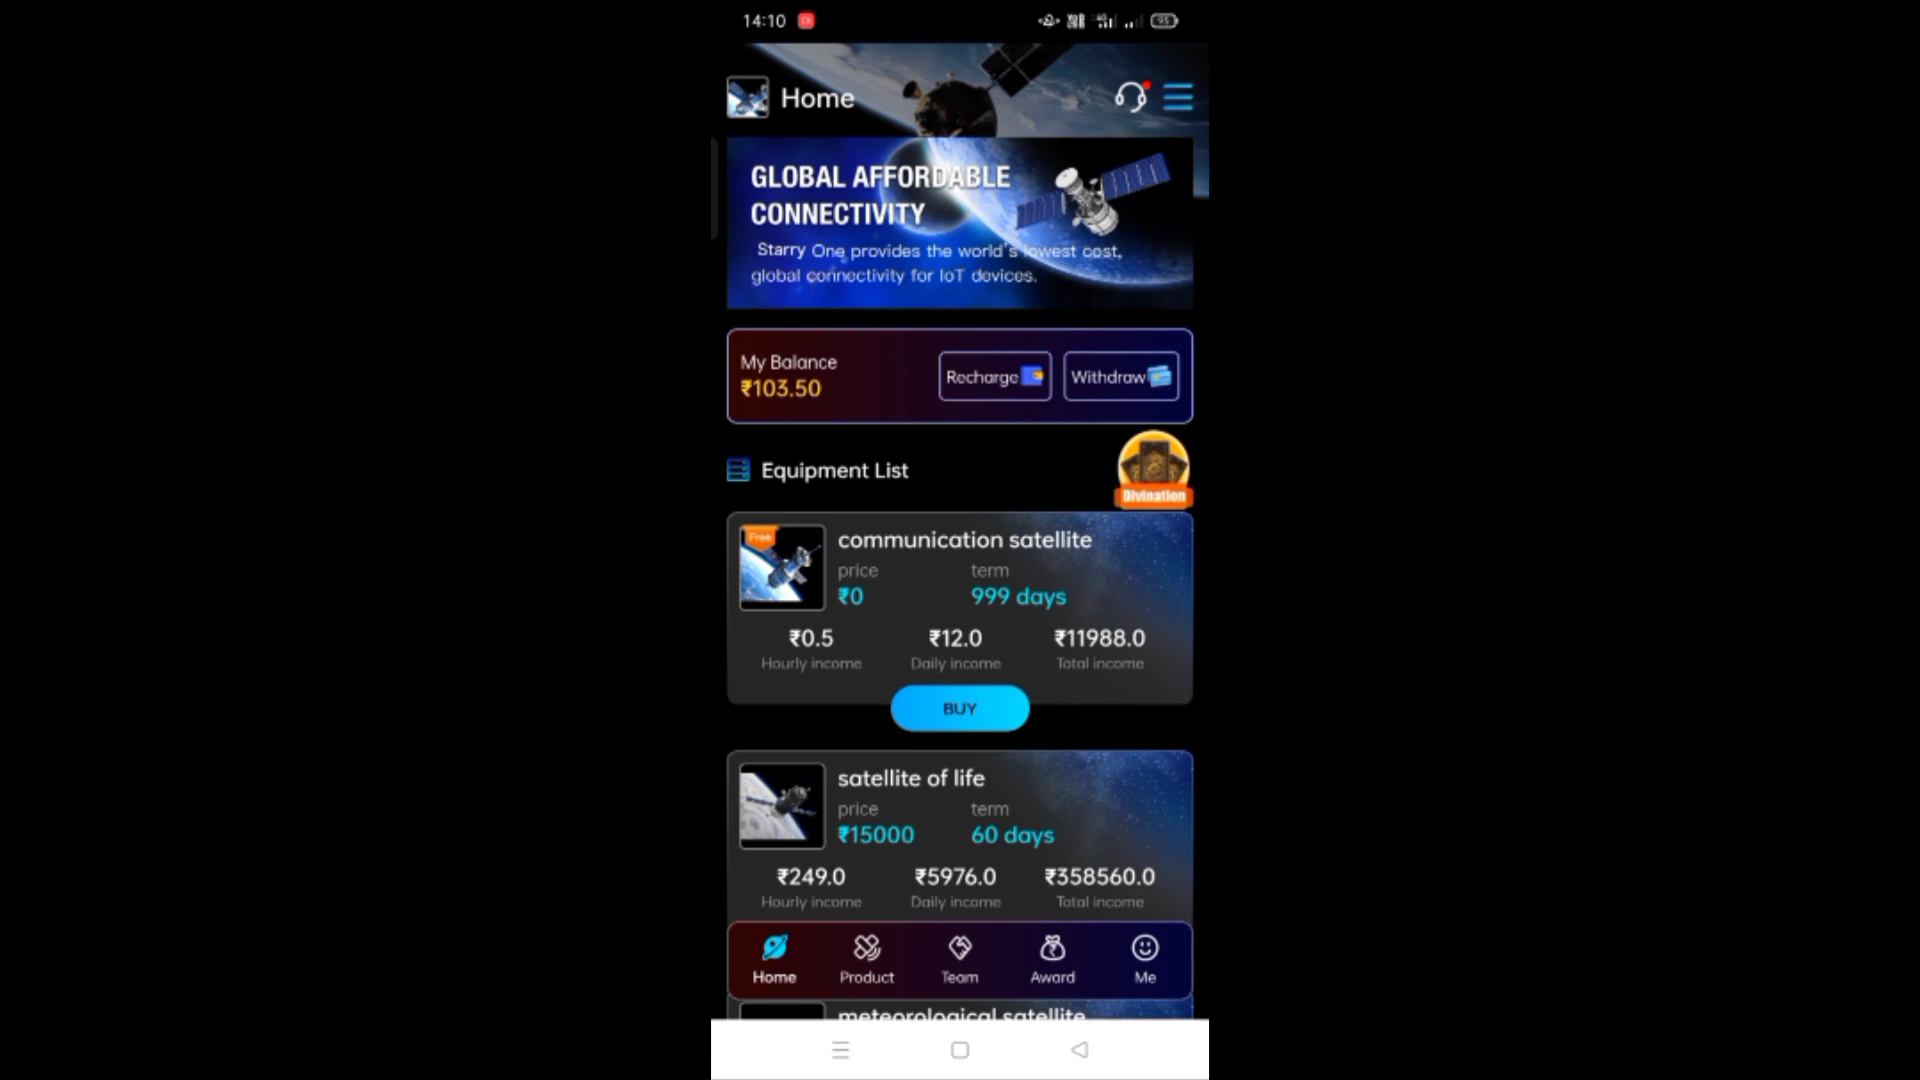 14:10
95
Home
GLOBAL AFFORDABLE
CONNECTIVITY
Starry One provides the world's lowest cost,
global connectivity for IoT devices.
My Balance
₹103.50
Recharge
Withdraw
Equipment List
Divination
Free
communication satellite
price
term
₹0
999 days
₹0.5
₹12.0
₹11988.0
Hourly income
Daily income
Total income
BUY
satellite of life
price
term
₹15000
60 days
₹249.0
₹5976.0
₹358560.0
Hourly income
Daily income
Total income
Home
Product
Team
Award
Me
meteorological satellite